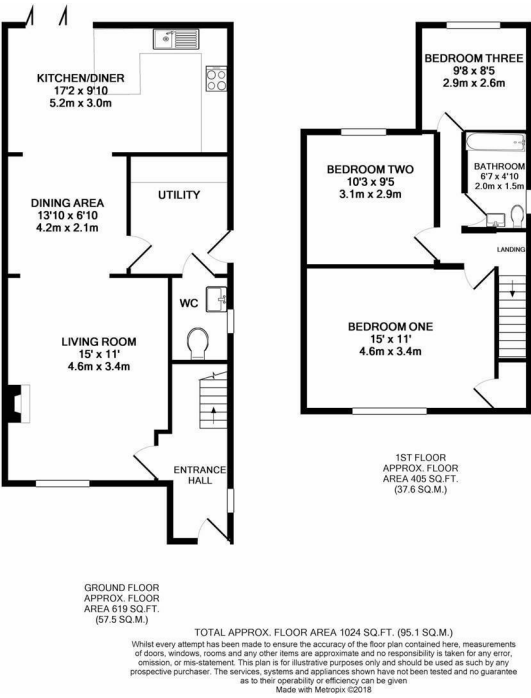 KITCHEN/DINER
17'2 x 9'10
5.2m x 3.0m
DINING AREA
13'10 x 6'10
4.2m x 2.1m
UTILITY
WC
LIVING ROOM
15' x 11'
4.6m x 3.4m
ENTRANCE
HALL
GROUND FLOOR
APPROX. FLOOR
AREA 619 SQ.FT.
(57.5 SQ.M.)
BEDROOM THREE
9'8 x 8'5
2.9m x 2.6m
BATHROOM
6'7 x 4'10
2.0m x 1.5m
BEDROOM TWO
10'3 x 9'5
3.1m x 2.9m
LANDING
BEDROOM ONE
15' x 11'
4.6m x 3.4m
1ST FLOOR
APPROX. FLOOR
AREA 405 SQ.FT.
(37.6 SQ.M.)
TOTAL APPROX. FLOOR AREA 1024 SQ.FT. (95.1 SQ.M.)
Whilst every attempt has been made to ensure the accuracy of the floor plan contained here, measurements
of doors, windows, rooms and any other items are approximate and no responsibility is taken for any error,
omission, or mis-statement. This plan is for illustrative purposes only and should be used as such by any
prospective purchaser. The services, systems and appliances shown have not been tested and no guarantee
as to their operability or efficiency can be given
Made with Metropix ©2018